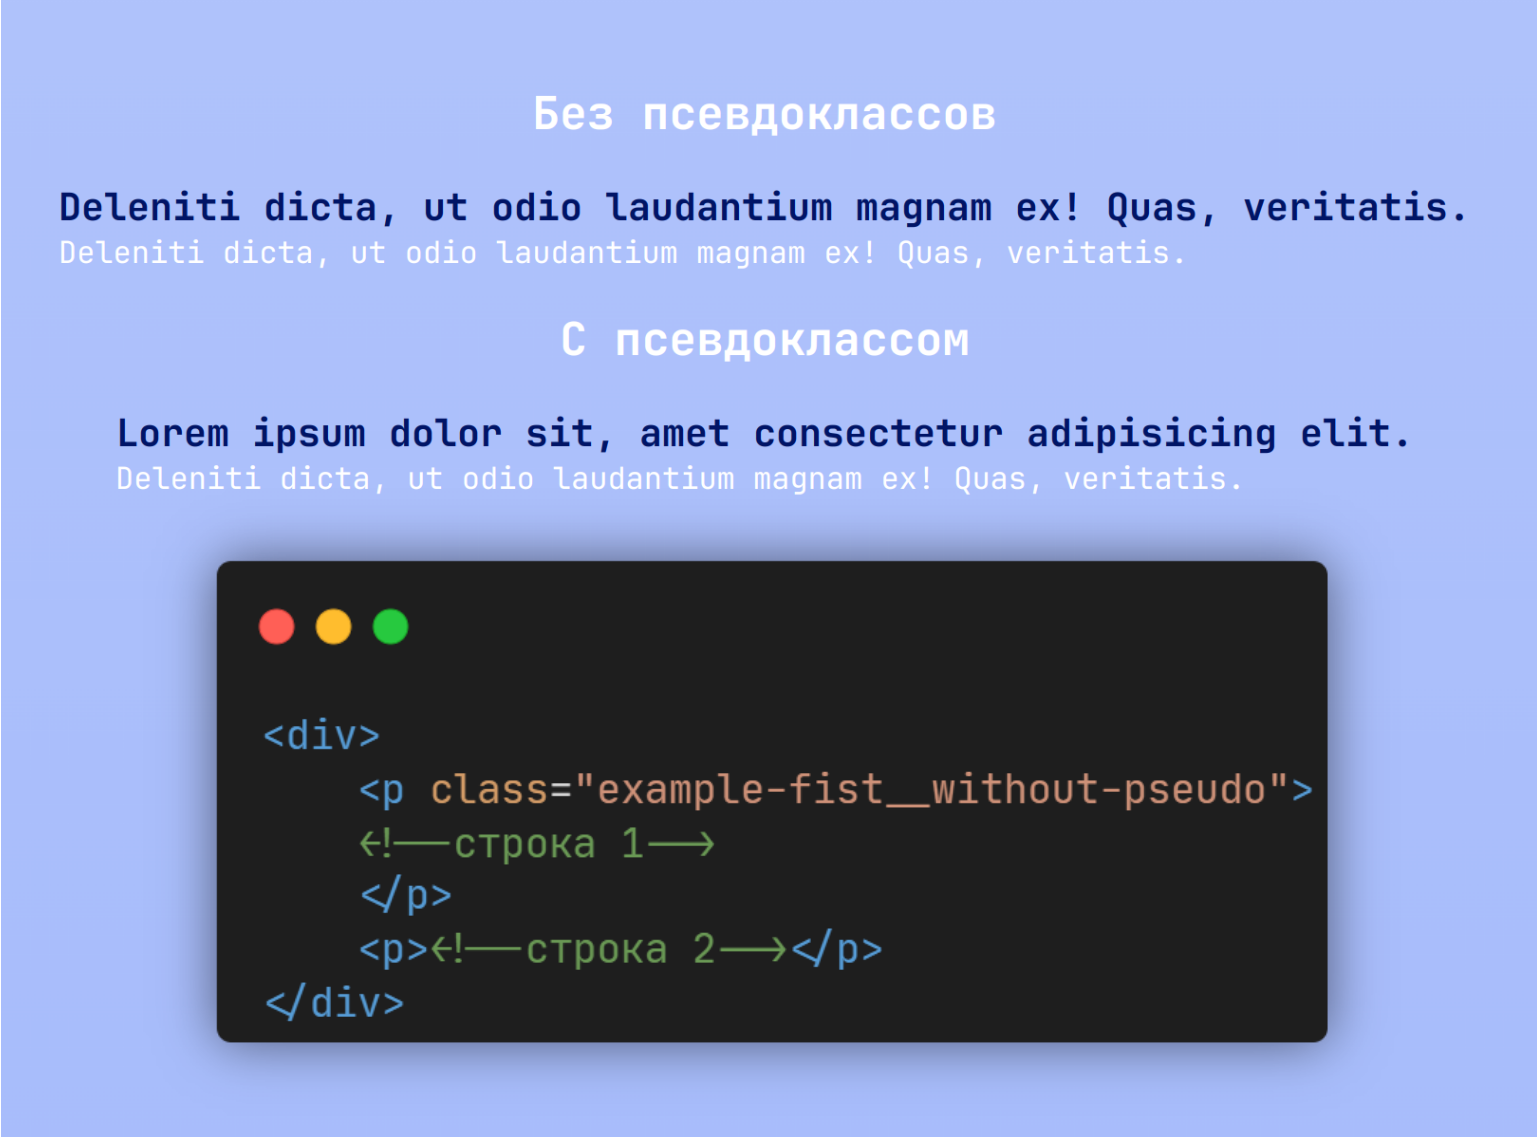 Без псевдоклассов
Deleniti dicta, ut odio laudantium magnam ex! Quas, veritatis.
Deleniti dicta, ut odio laudantium magnam ex! Quas, veritatis.
С псевдоклассом
Lorem ipsum dolor sit, amet consectetur adipisicing elit.
Deleniti dicta, ut odio laudantium magnam ex! Quas, veritatis.
<div>
    <p class="example-fist__without-pseudo">
    <!--строка 1-->
    </p>
    <p><!--строка 2--></p>
</div>